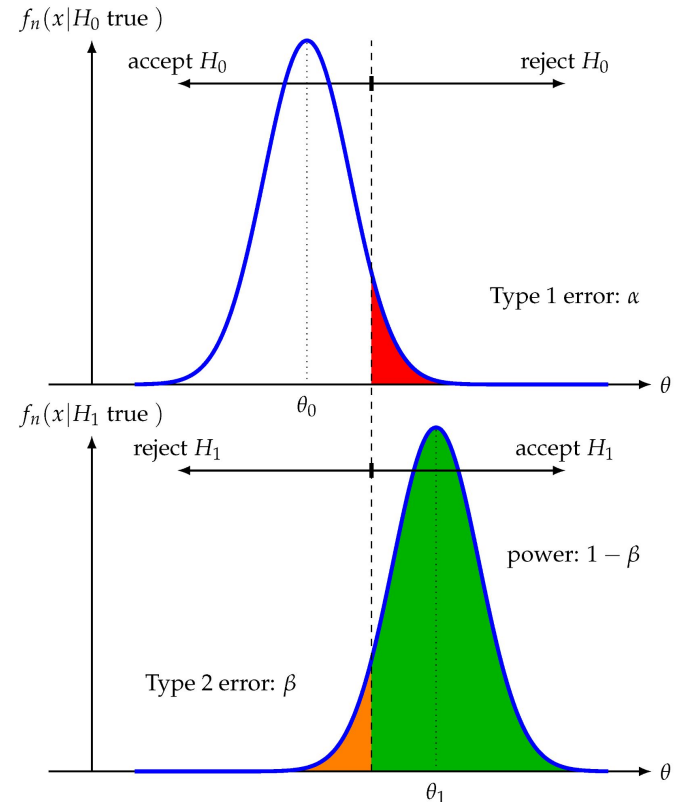 fₙ(x|H₀ true )
accept H₀
reject H₀
Type 1 error: α
θ
θ₀
fₙ(x|H₁ true )
reject H₁
accept H₁
power: 1 − β
Type 2 error: β
θ
θ₁